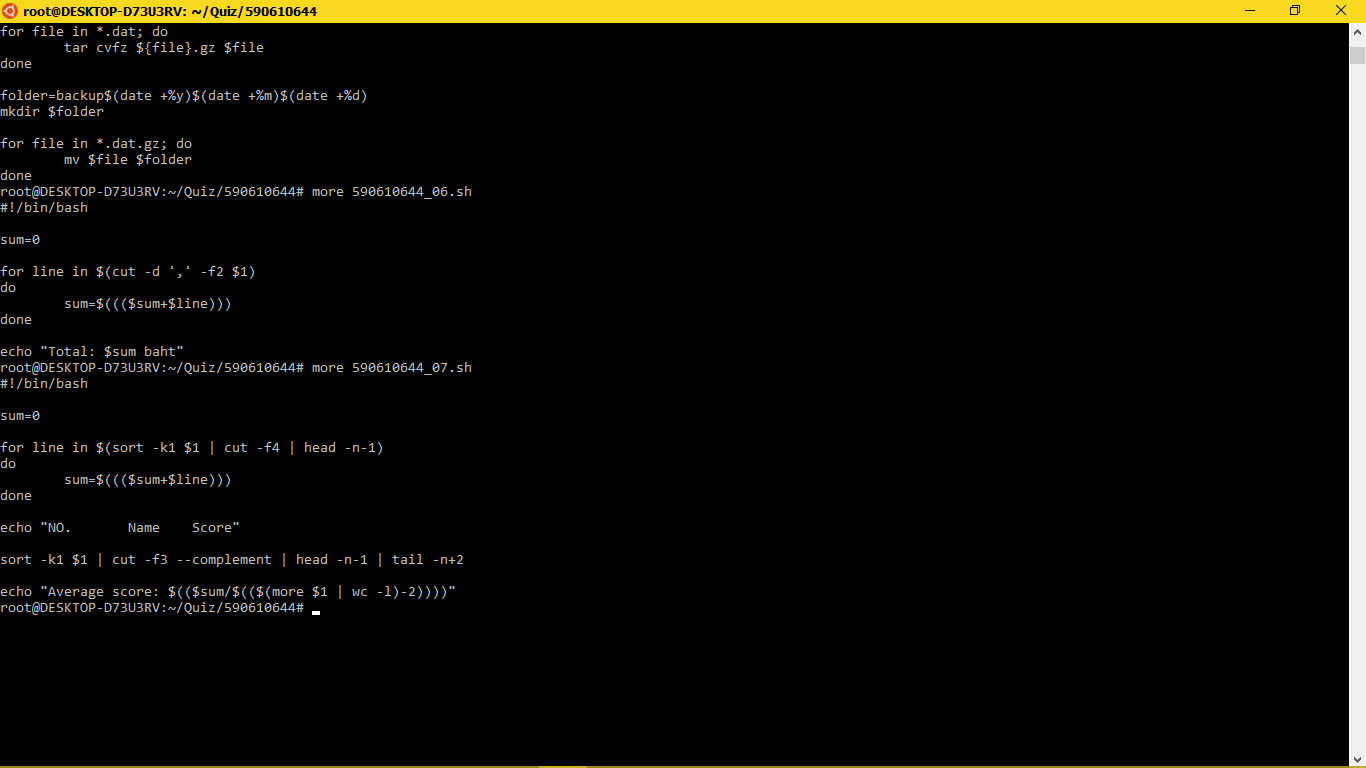 root@DESKTOP-D73U3RV: ~/Quiz/590610644
for file in *.dat; do
        tar cvfz ${file}.gz $file
done

folder=backup$(date +%y)$(date +%m)$(date +%d)
mkdir $folder

for file in *.dat.gz; do
        mv $file $folder
done
root@DESKTOP-D73U3RV:~/Quiz/590610644# more 590610644_06.sh
#!/bin/bash

sum=0

for line in $(cut -d ',' -f2 $1)
do
        sum=$((($sum+$line)))
done

echo "Total: $sum baht"
root@DESKTOP-D73U3RV:~/Quiz/590610644# more 590610644_07.sh
#!/bin/bash

sum=0

for line in $(sort -k1 $1 | cut -f4 | head -n-1)
do
        sum=$((($sum+$line)))
done

echo "NO.       Name    Score"

sort -k1 $1 | cut -f3 --complement | head -n-1 | tail -n+2

echo "Average score: $(($sum/$(($(more $1 | wc -l)-2))))"
root@DESKTOP-D73U3RV:~/Quiz/590610644#